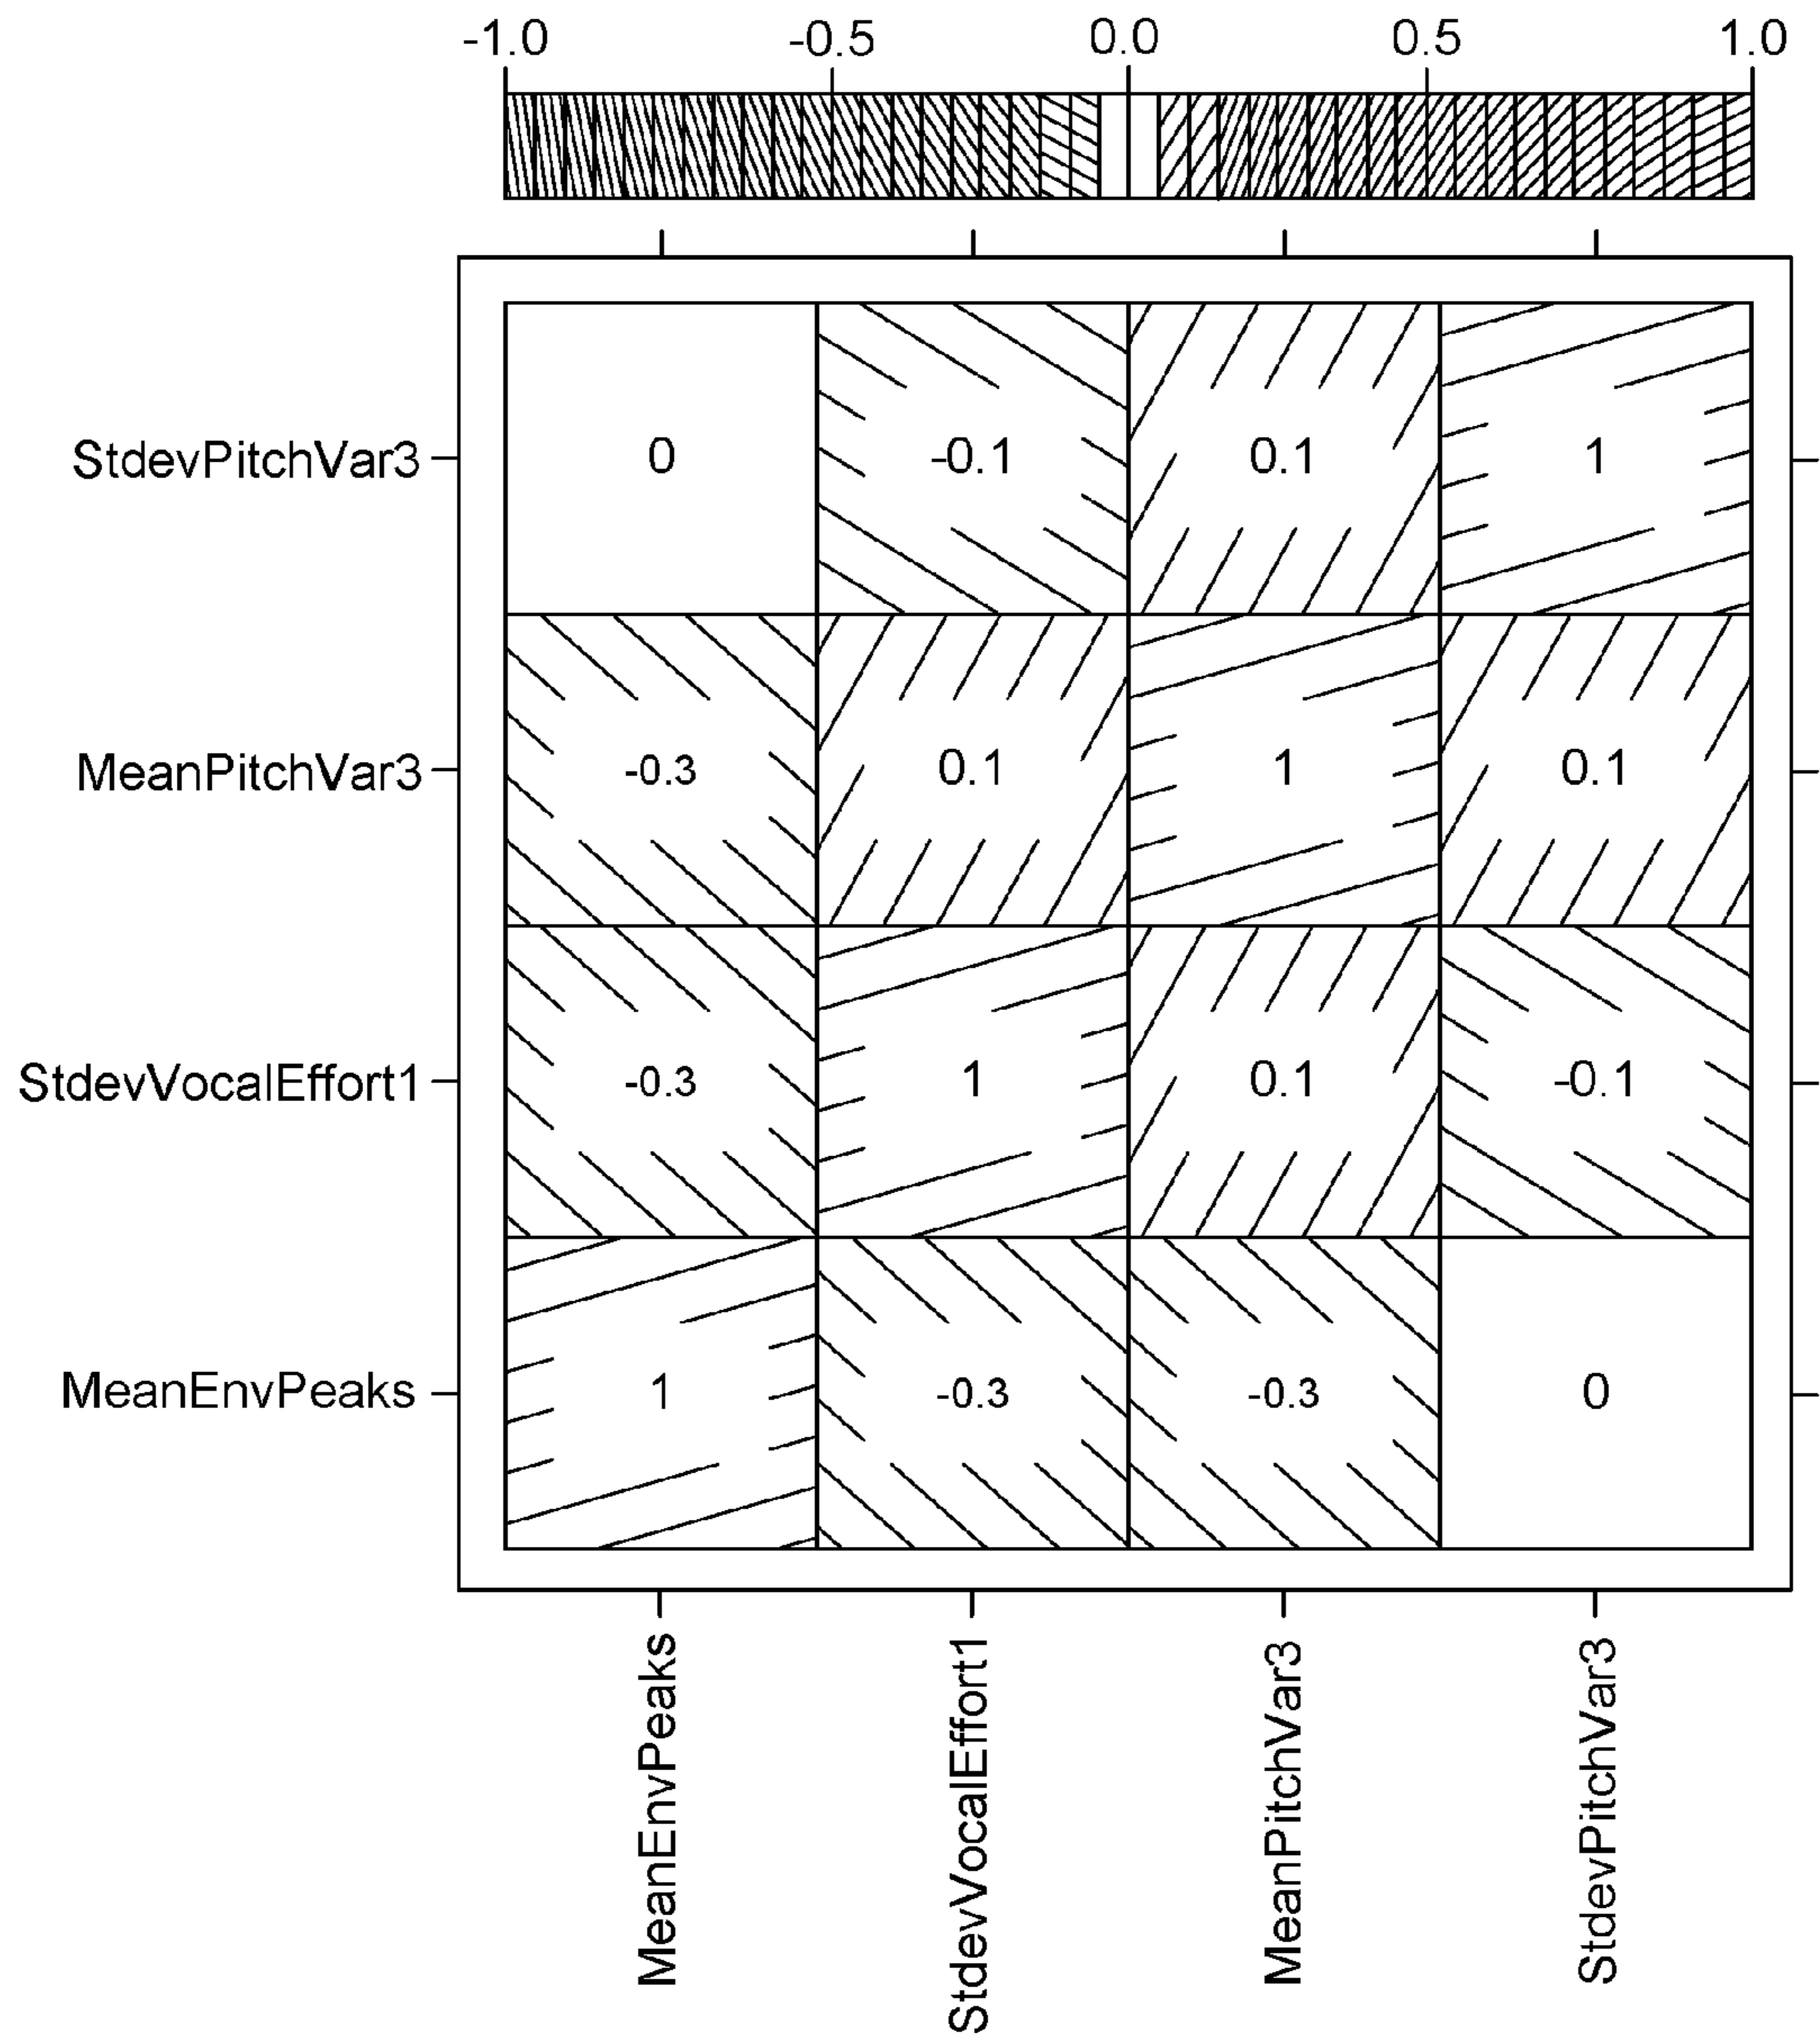 -1.0 -0.5 0.0 0.5 1.0
StdevPitchVar3 0 -0.1 0.1 1
MeanPitchVar3 -0.3 0.1 1 0.1
StdevVocalEffort1 -0.3 1 0.1 -0.1
MeanEnvPeaks 1 -0.3 -0.3 0
MeanEnvPeaks
StdevVocalEffort1
MeanPitchVar3
StdevPitchVar3